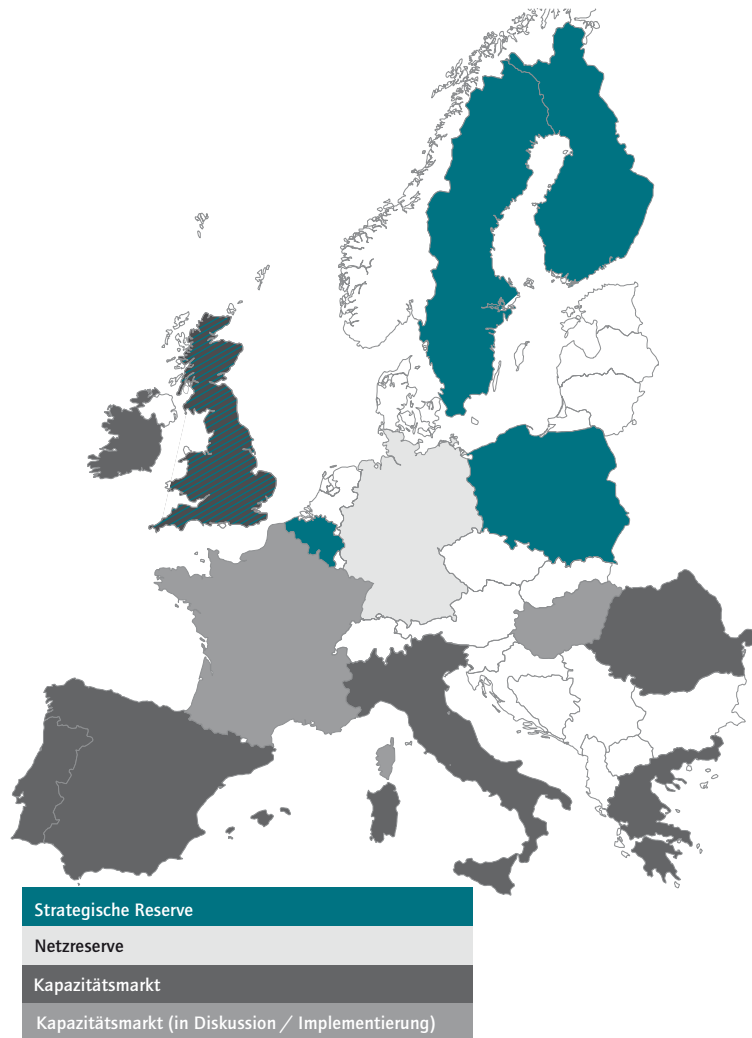 Strategische Reserve
Netzreserve
Kapazitätsmarkt
Kapazitätsmarkt (in Diskussion / Implementierung)